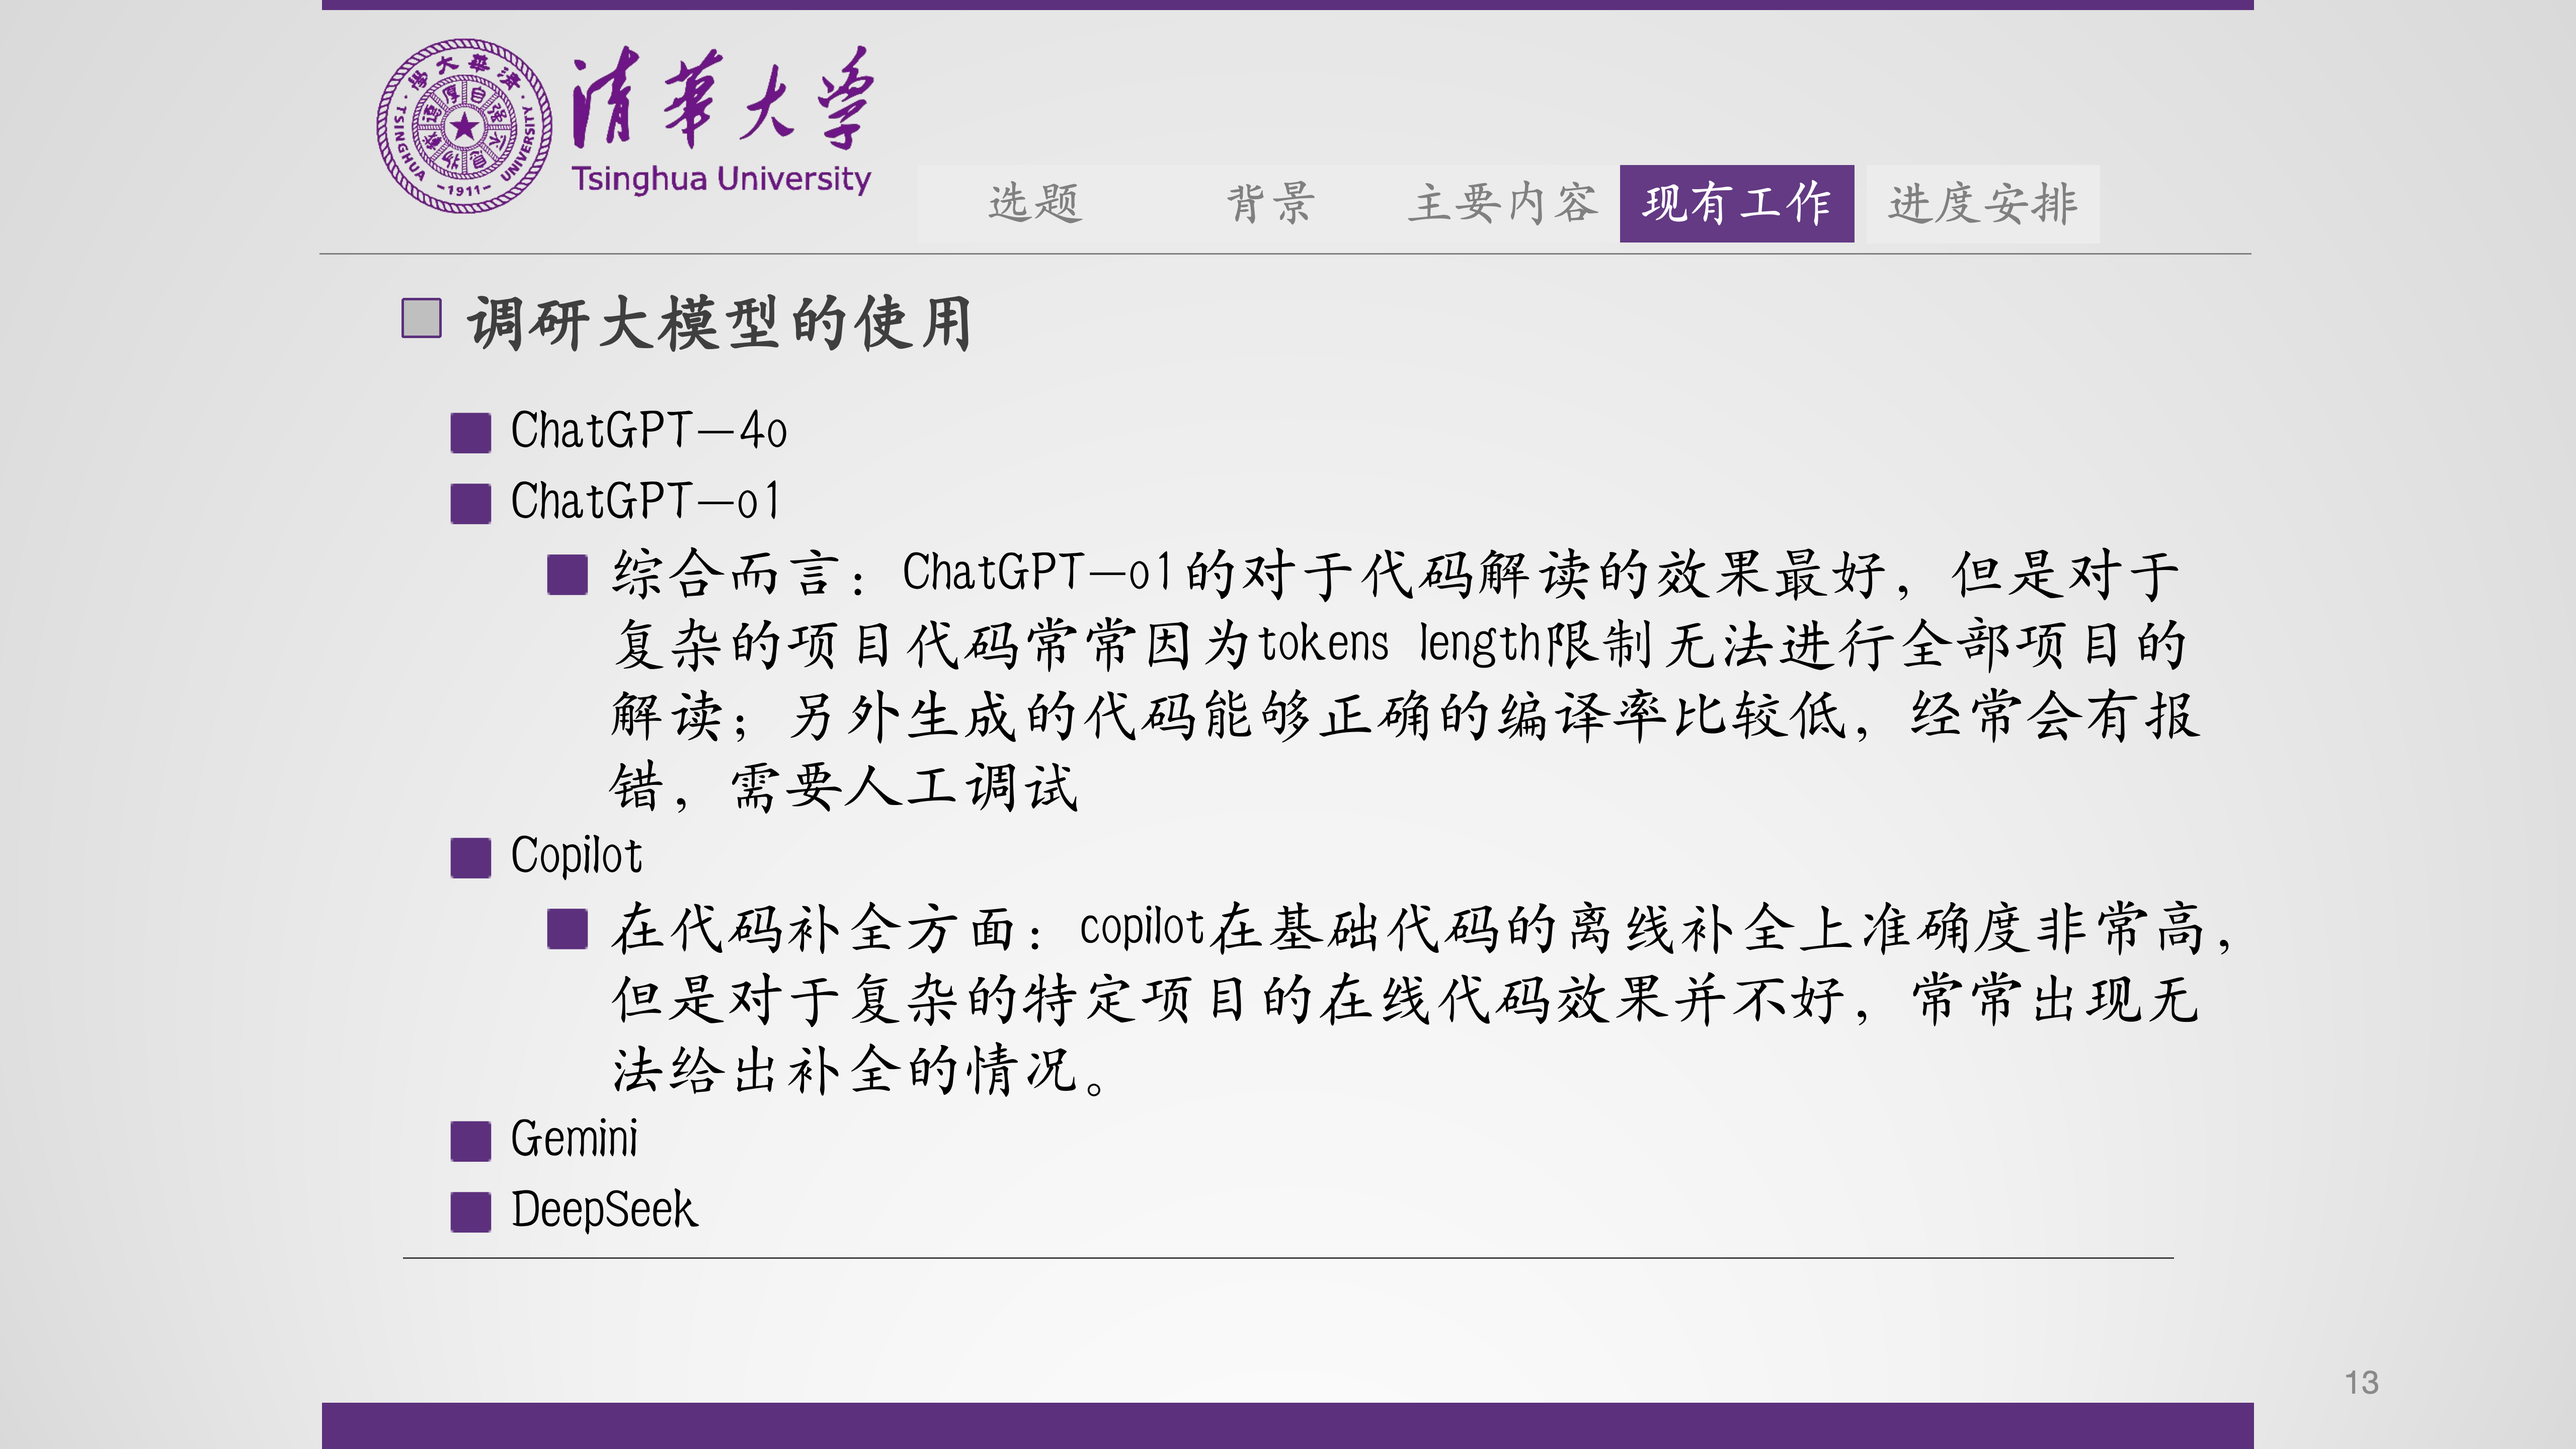 清华大学
Tsinghua University
TSINGHUA UNIVERSITY
-1911-
选题 背景 主要内容 现有工作 进度安排
调研大模型的使用
ChatGPT-4o
ChatGPT-o1
综合而言：ChatGPT-o1的对于代码解读的效果最好，但是对于
复杂的项目代码常常因为tokens length限制无法进行全部项目的
解读；另外生成的代码能够正确的编译率比较低，经常会有报
错，需要人工调试
Copilot
在代码补全方面：copilot在基础代码的离线补全上准确度非常高，
但是对于复杂的特定项目的在线代码效果并不好，常常出现无
法给出补全的情况。
Gemini
DeepSeek
13